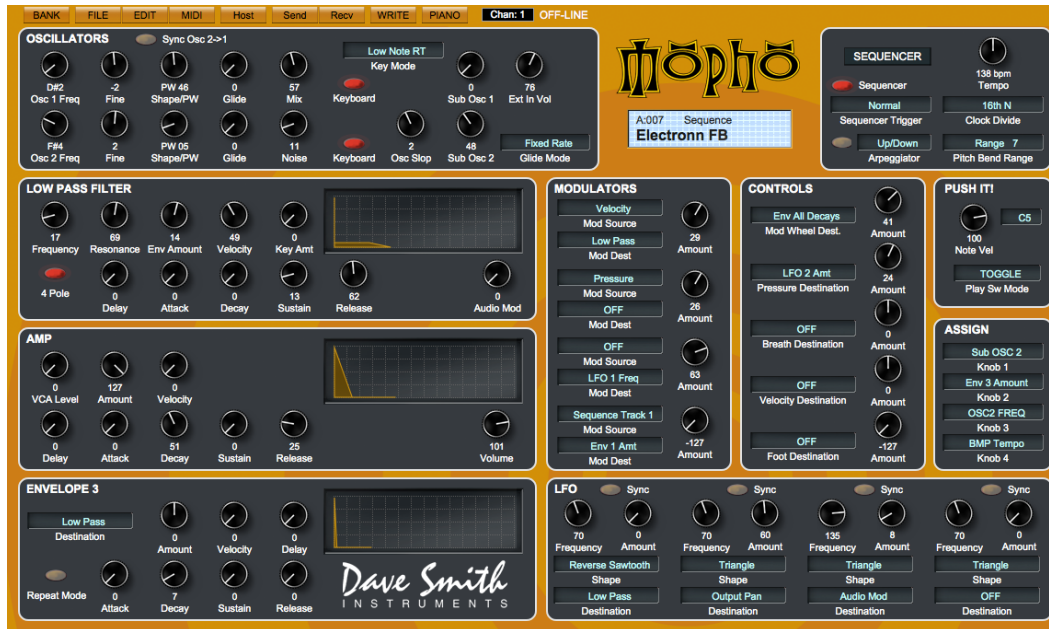 BANK FILE EDIT MIDI Host Send Recv WRITE PIANO Chan: 1 OFF-LINE
OSCILLATORS Sync Osc 2->1
Low Note RT
Key Mode
D#2 -2 PW 46 0 57 0 76
Osc 1 Freq Fine Shape/PW Glide Mix Keyboard Sub Osc 1 Ext In Vol
Fixed Rate
F#4 2 PW 05 0 11 2 48
Osc 2 Freq Fine Shape/PW Glide Noise Keyboard Osc Slop Sub Osc 2 Glide Mode
mopho
A:007 Sequence
Electronn FB
SEQUENCER
138 bpm
Sequencer Tempo
Normal 16th N
Sequencer Trigger Clock Divide
Up/Down Range 7
Arpeggiator Pitch Bend Range
LOW PASS FILTER
17 69 14 49 0
Frequency Resonance Env Amount Velocity Key Amt
4 Pole
0 0 0 13 62 0
Delay Attack Decay Sustain Release Audio Mod
AMP
0 127 0
VCA Level Amount Velocity
0 0 51 0 25 101
Delay Attack Decay Sustain Release Volume
ENVELOPE 3
Low Pass
Destination
0 0 0
Amount Velocity Delay
Repeat Mode
0 7 0 0
Attack Decay Sustain Release
Dave Smith
INSTRUMENTS
MODULATORS
Velocity
Mod Source
29
Low Pass
Amount
Mod Dest
Pressure
Mod Source
26
OFF
Amount
Mod Dest
OFF
Mod Source
63
LFO 1 Freq
Amount
Mod Dest
Sequence Track 1
Mod Source
-127
Env 1 Amt
Amount
Mod Dest
CONTROLS
Env All Decays
41
Mod Wheel Dest.
Amount
LFO 2 Amt
24
Pressure Destination
Amount
OFF
0
Breath Destination
Amount
OFF
0
Velocity Destination
Amount
OFF
-127
Foot Destination
Amount
PUSH IT!
C5
100
Note Vel
TOGGLE
Play Sw Mode
ASSIGN
Sub OSC 2
Knob 1
Env 3 Amount
Knob 2
OSC2 FREQ
Knob 3
BMP Tempo
Knob 4
LFO Sync Sync Sync Sync
70 0 70 60 135 8 70 0
Frequency Amount Frequency Amount Frequency Amount Frequency Amount
Reverse Sawtooth Triangle Triangle Triangle
Shape Shape Shape Shape
Low Pass Output Pan Audio Mod OFF
Destination Destination Destination Destination